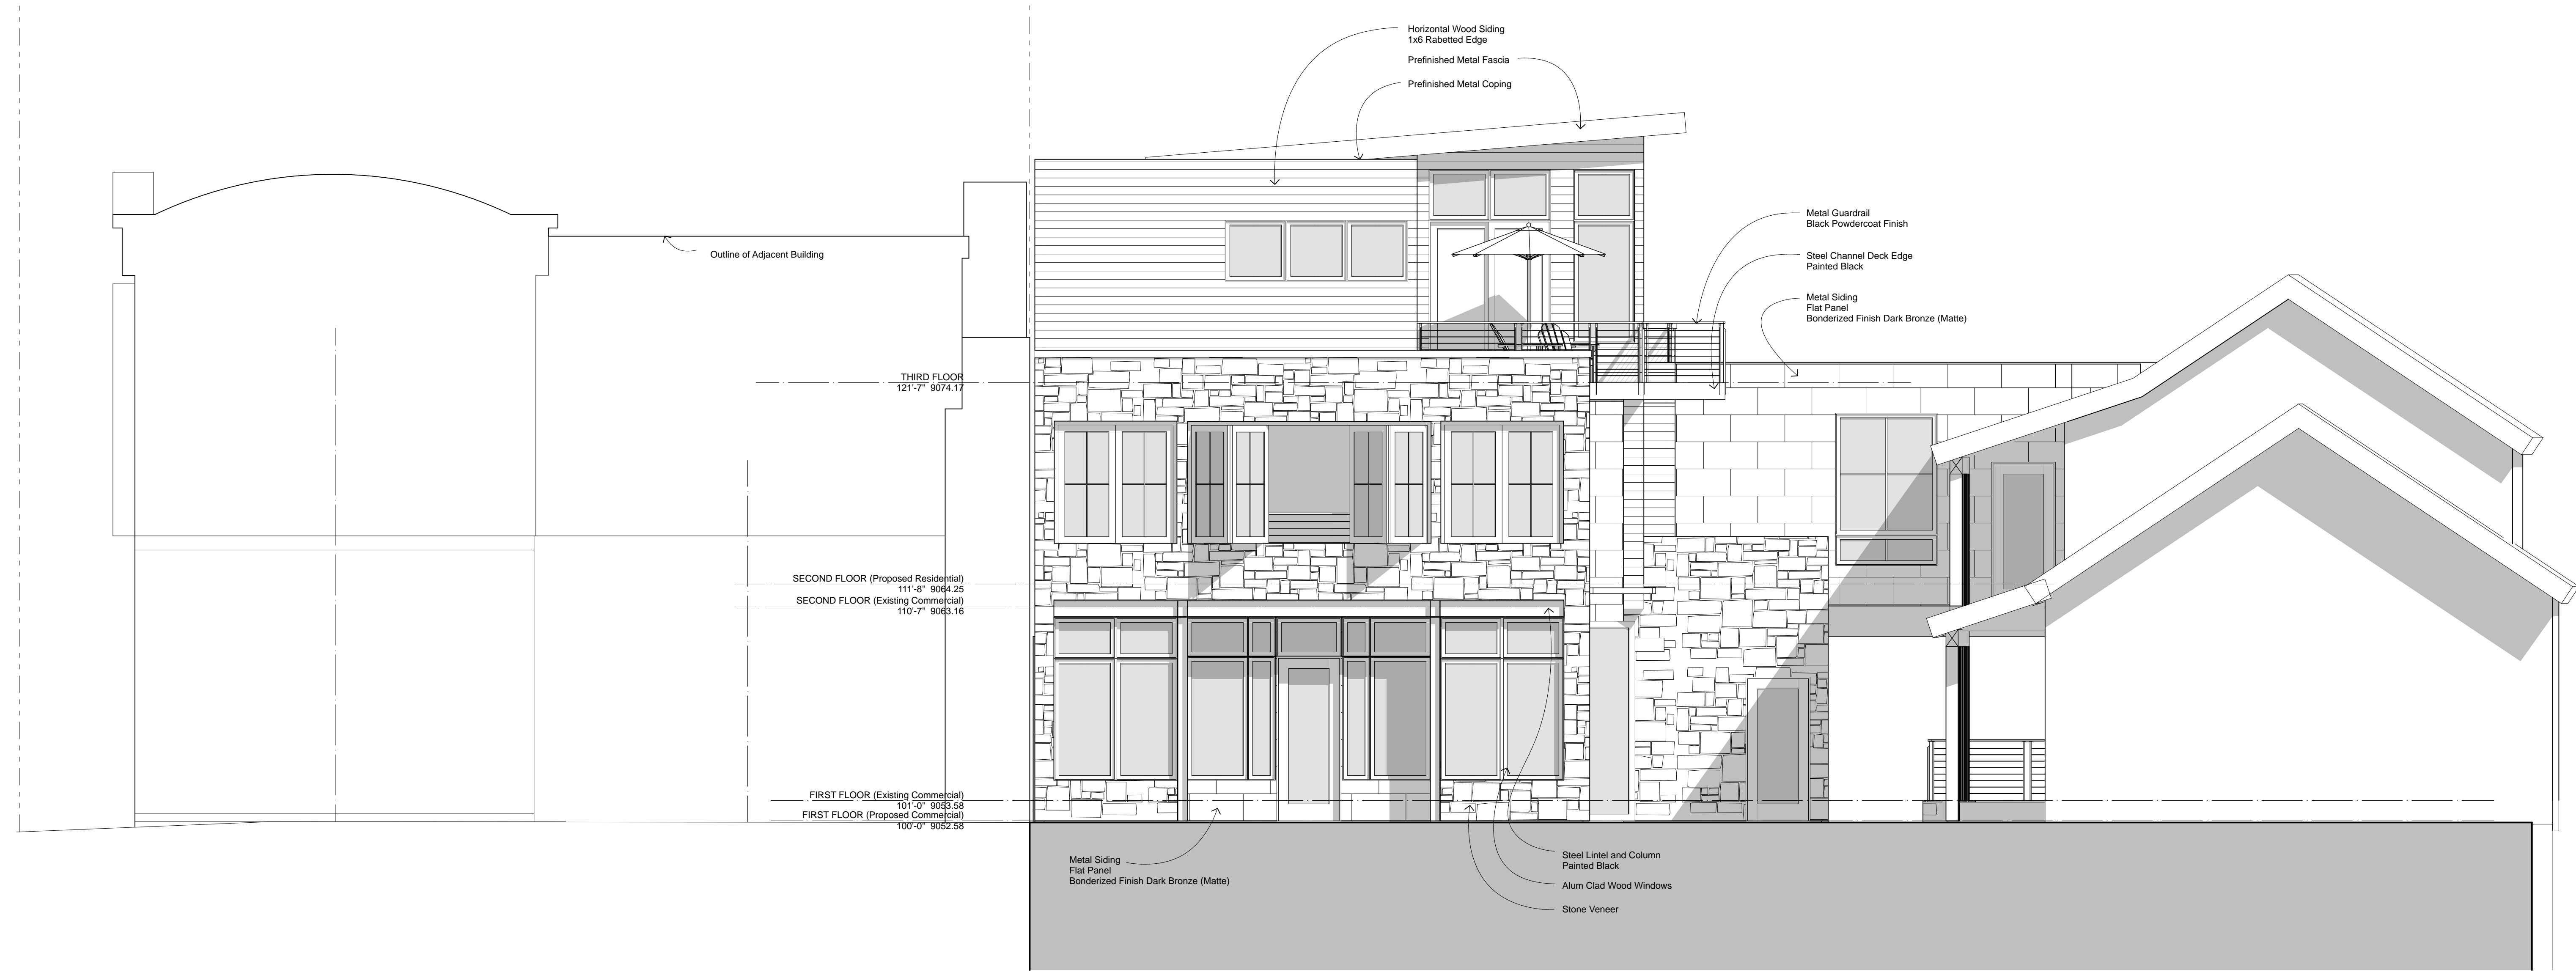 Horizontal Wood Siding
1x6 Rabetted Edge
Prefinished Metal Fascia
Prefinished Metal Coping
Metal Guardrail
Black Powdercoat Finish
Outline of Adjacent Building
Steel Channel Deck Edge
Painted Black
Metal Siding
Flat Panel
Bonderized Finish Dark Bronze (Matte)
THIRD FLOOR
121'-7" 9074.17
SECOND FLOOR (Proposed Residential)
111'-8" 9064.25
SECOND FLOOR (Existing Commercial)
110'-7" 9063.16
FIRST FLOOR (Existing Commercial)
101'-0" 9053.58
FIRST FLOOR (Proposed Commercial)
100'-0" 9052.58
Metal Siding
Flat Panel
Bonderized Finish Dark Bronze (Matte)
Steel Lintel and Column
Painted Black
Alum Clad Wood Windows
Stone Veneer